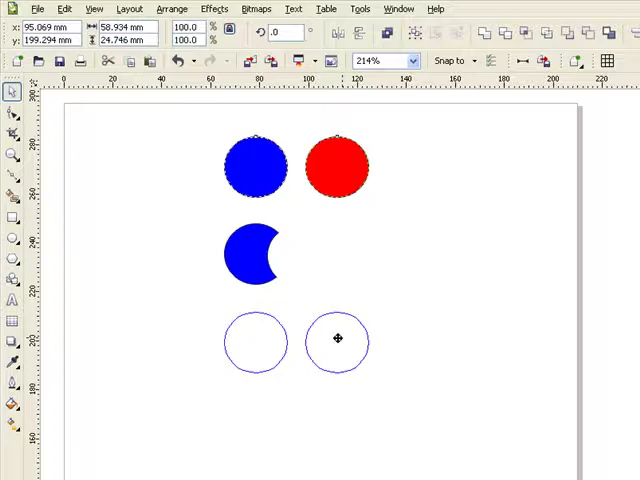 File Edit View Layout Arrange Effects Bitmaps Text Table Tools Window Help
x: 95.069 mm 58.934 mm 100.0 % .0 °
y: 199.294 mm 24.746 mm 100.0 %
214% Snap to
0 20 40 60 80 100 120 140 160 180 200 220
300
280
260
240
220
200
180
160